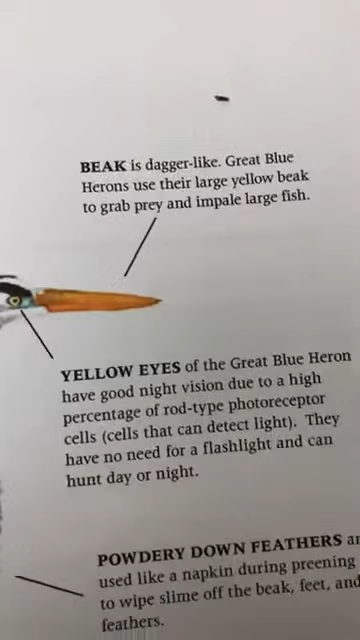 BEAK is dagger-like. Great Blue
Herons use their large yellow beak
to grab prey and impale large fish.
YELLOW EYES of the Great Blue Heron
have good night vision due to a high
percentage of rod-type photoreceptor
cells (cells that can detect light). They
have no need for a flashlight and can
hunt day or night.
POWDERY DOWN FEATHERS
used like a napkin during preening
to wipe slime off the beak, feet, and
feathers.